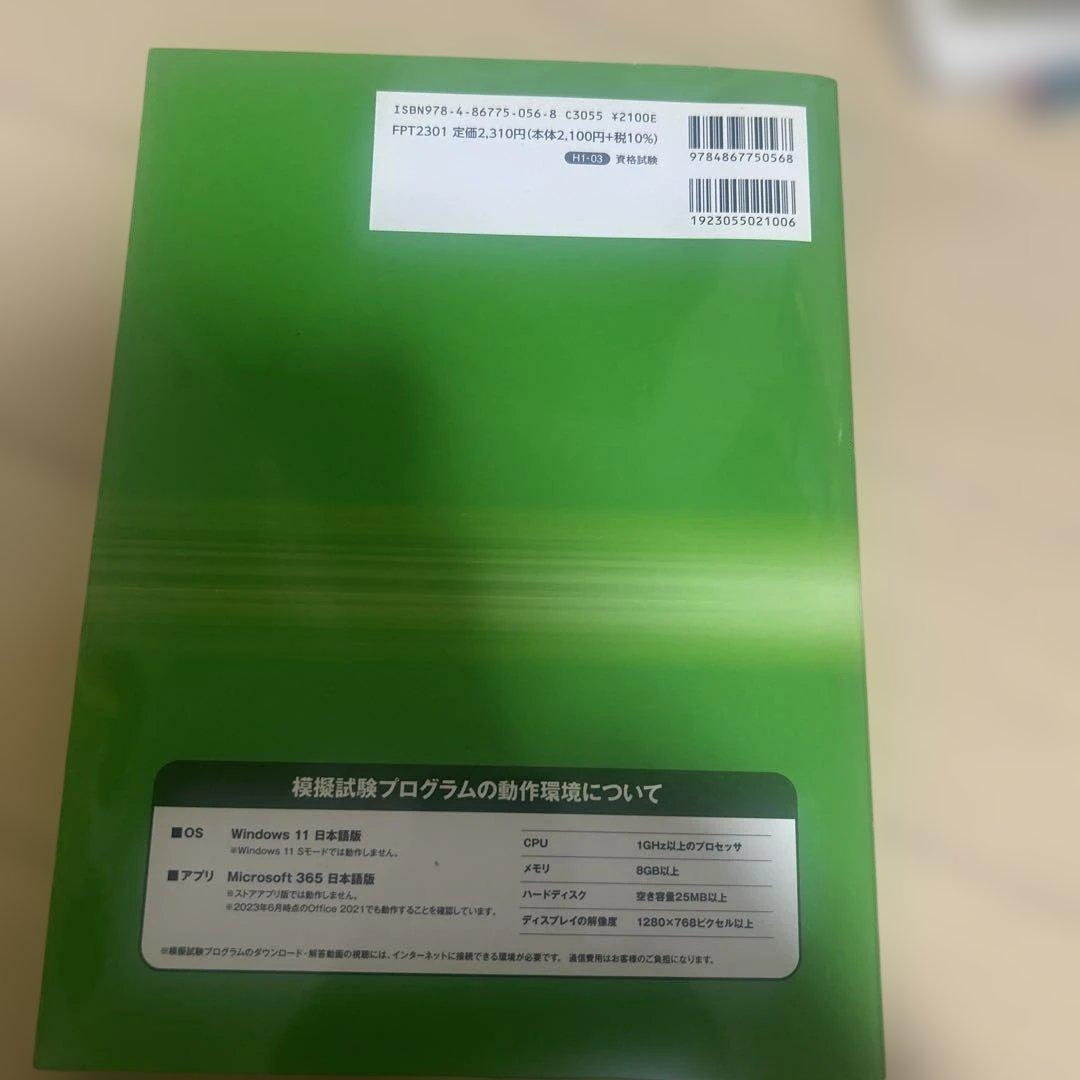 ISBN978-4-86775-056-8 C3055 ¥2100E
FPT2301 定価2,310円(本体2,100円+税10%)
H1-03 資格試験
9784867750568
1923055021006
模擬試験プログラムの動作環境について
■OS Windows 11 日本語版
※Windows 11 Sモードでは動作しません。
■アプリ Microsoft 365 日本語版
※ストアアプリ版では動作しません。
※2023年6月時点のOffice 2021でも動作することを確認しています。
CPU 1GHz以上のプロセッサ
メモリ 8GB以上
ハードディスク 空き容量25MB以上
ディスプレイの解像度 1280×768ピクセル以上
※模擬試験プログラムのダウンロード・解答動画の視聴には、インターネットに接続できる環境が必要です。 通信費用はお客様のご負担になります。